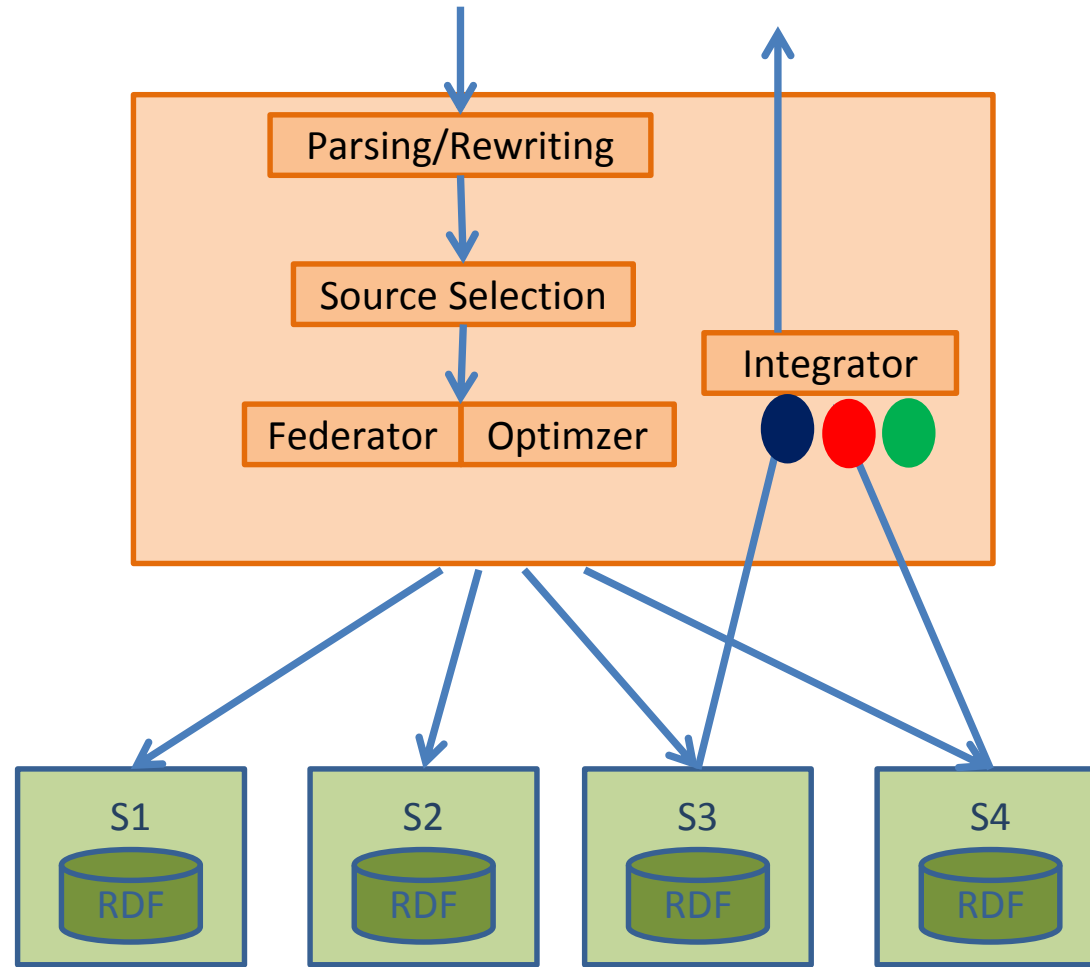 Parsing/Rewriting
Source Selection
Integrator
Federator Optimzer
S1 S2 S3 S4
RDF RDF RDF RDF